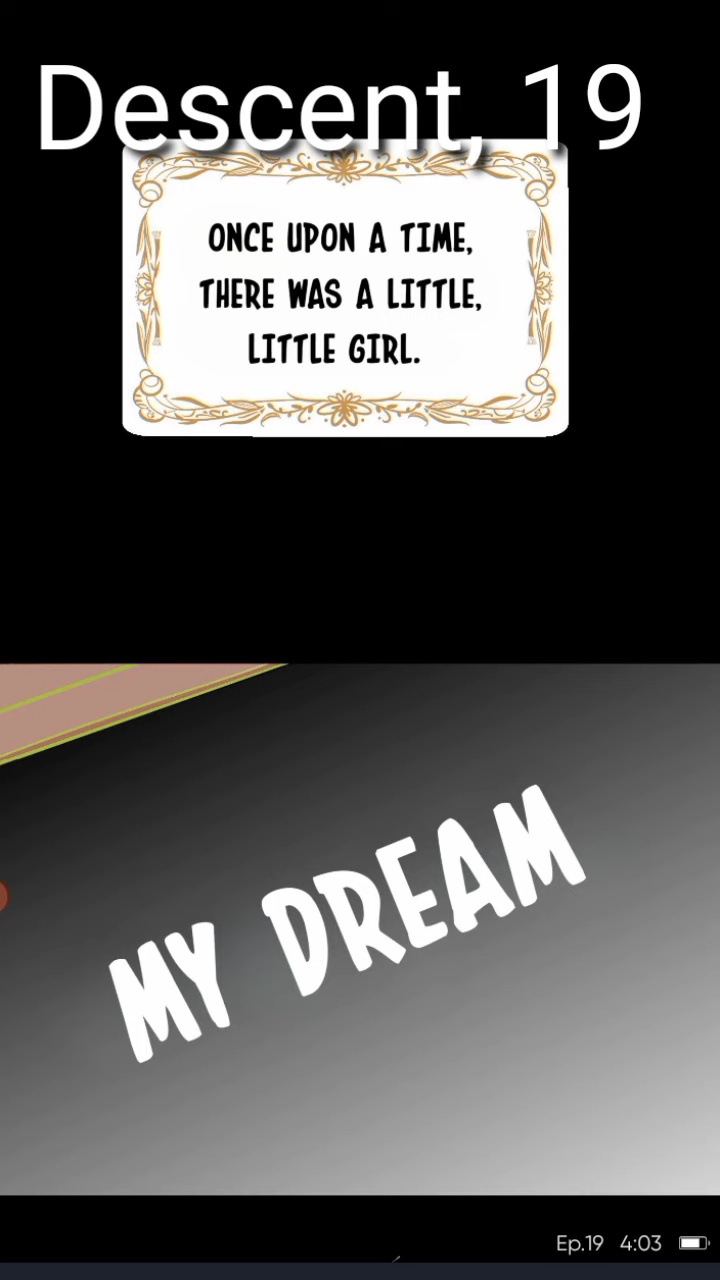 Descent, 19
ONCE UPON A TIME,
THERE WAS A LITTLE,
LITTLE GIRL.
MY DREAM
Ep.19 4:03